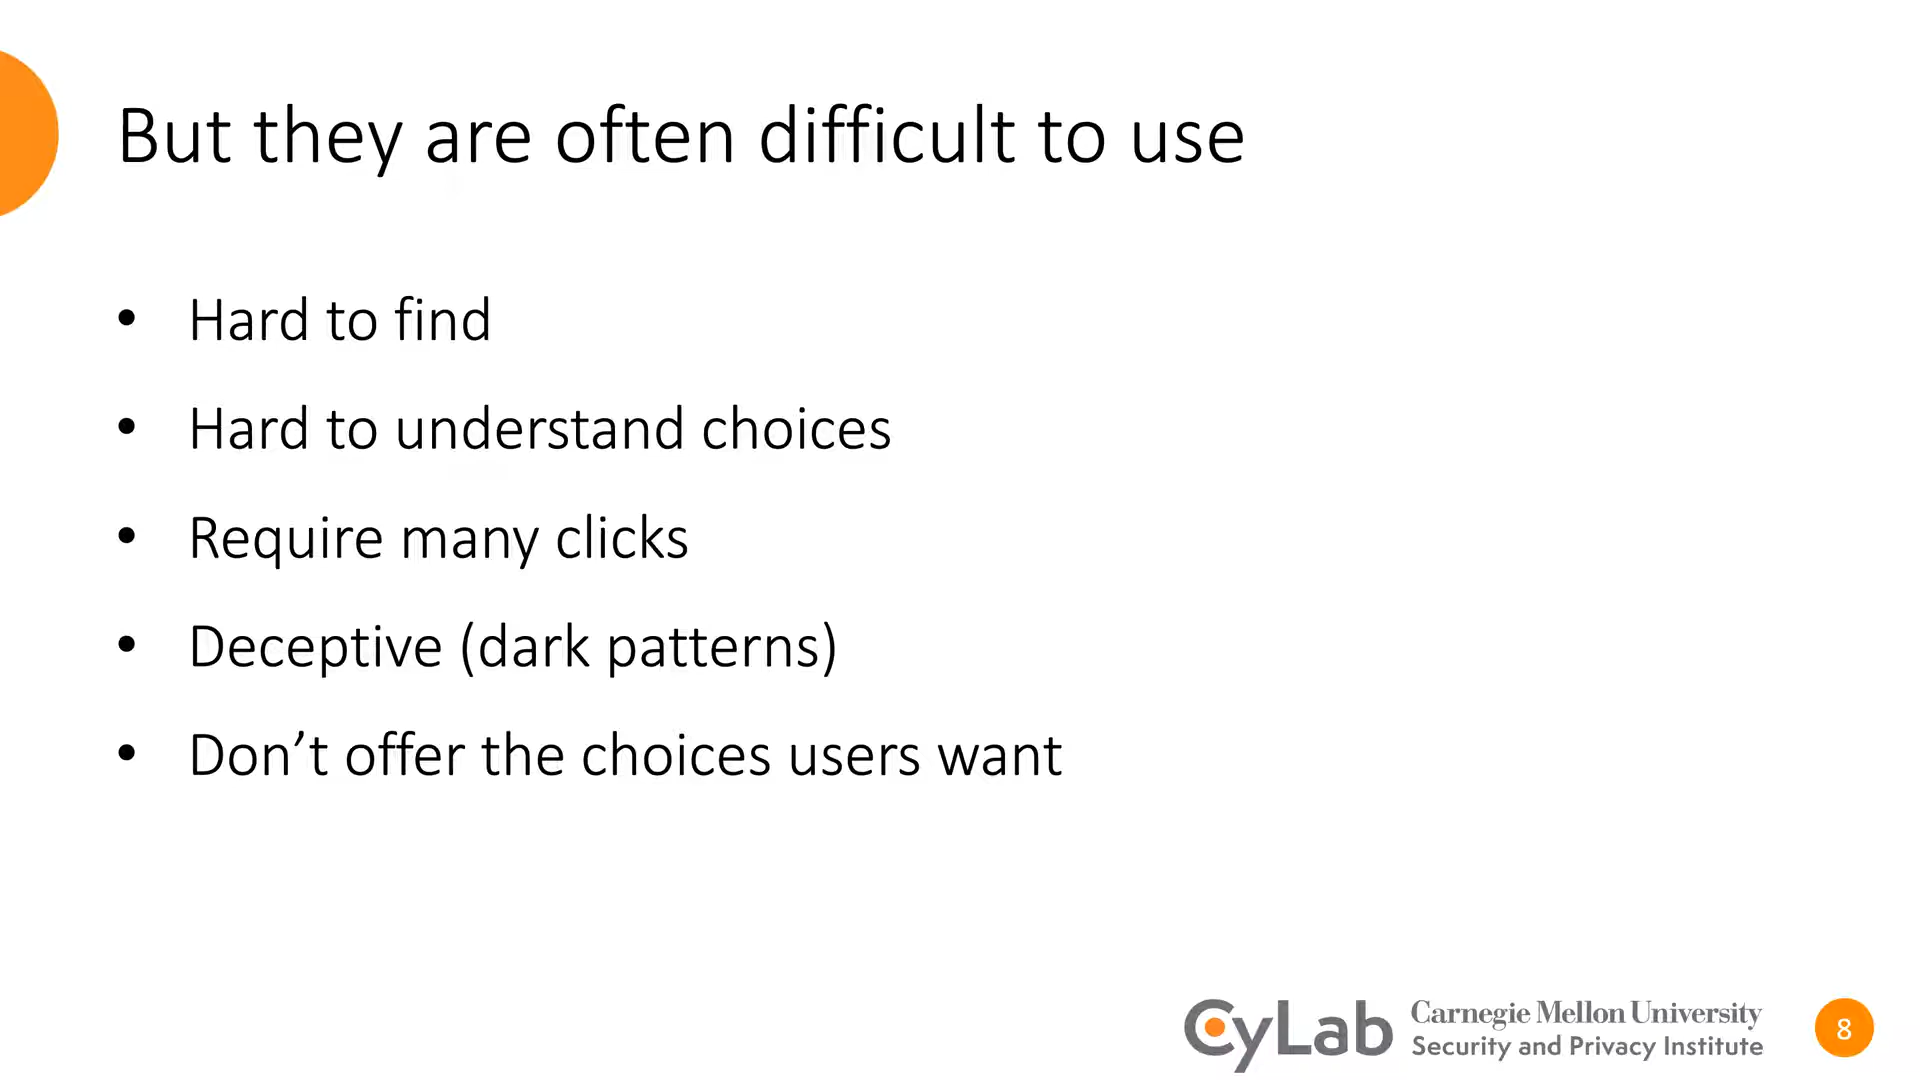 But they are often difficult to use
• Hard to find
• Hard to understand choices
• Require many clicks
• Deceptive (dark patterns)
• Don’t offer the choices users want
CyLab
Carnegie Mellon University
Security and Privacy Institute
8